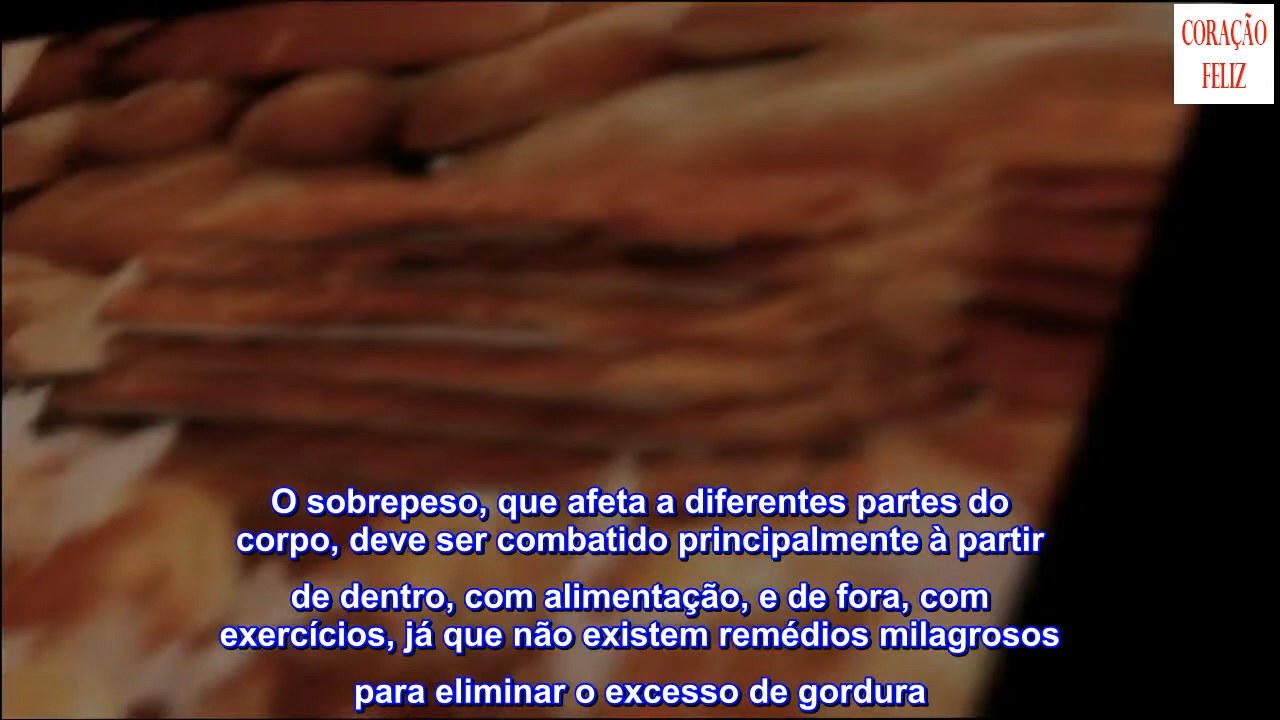 CORAÇÃO
FELIZ
O sobrepeso, que afeta a diferentes partes do
corpo, deve ser combatido principalmente à partir
de dentro, com alimentação, e de fora, com
exercícios, já que não existem remédios milagrosos
para eliminar o excesso de gordura